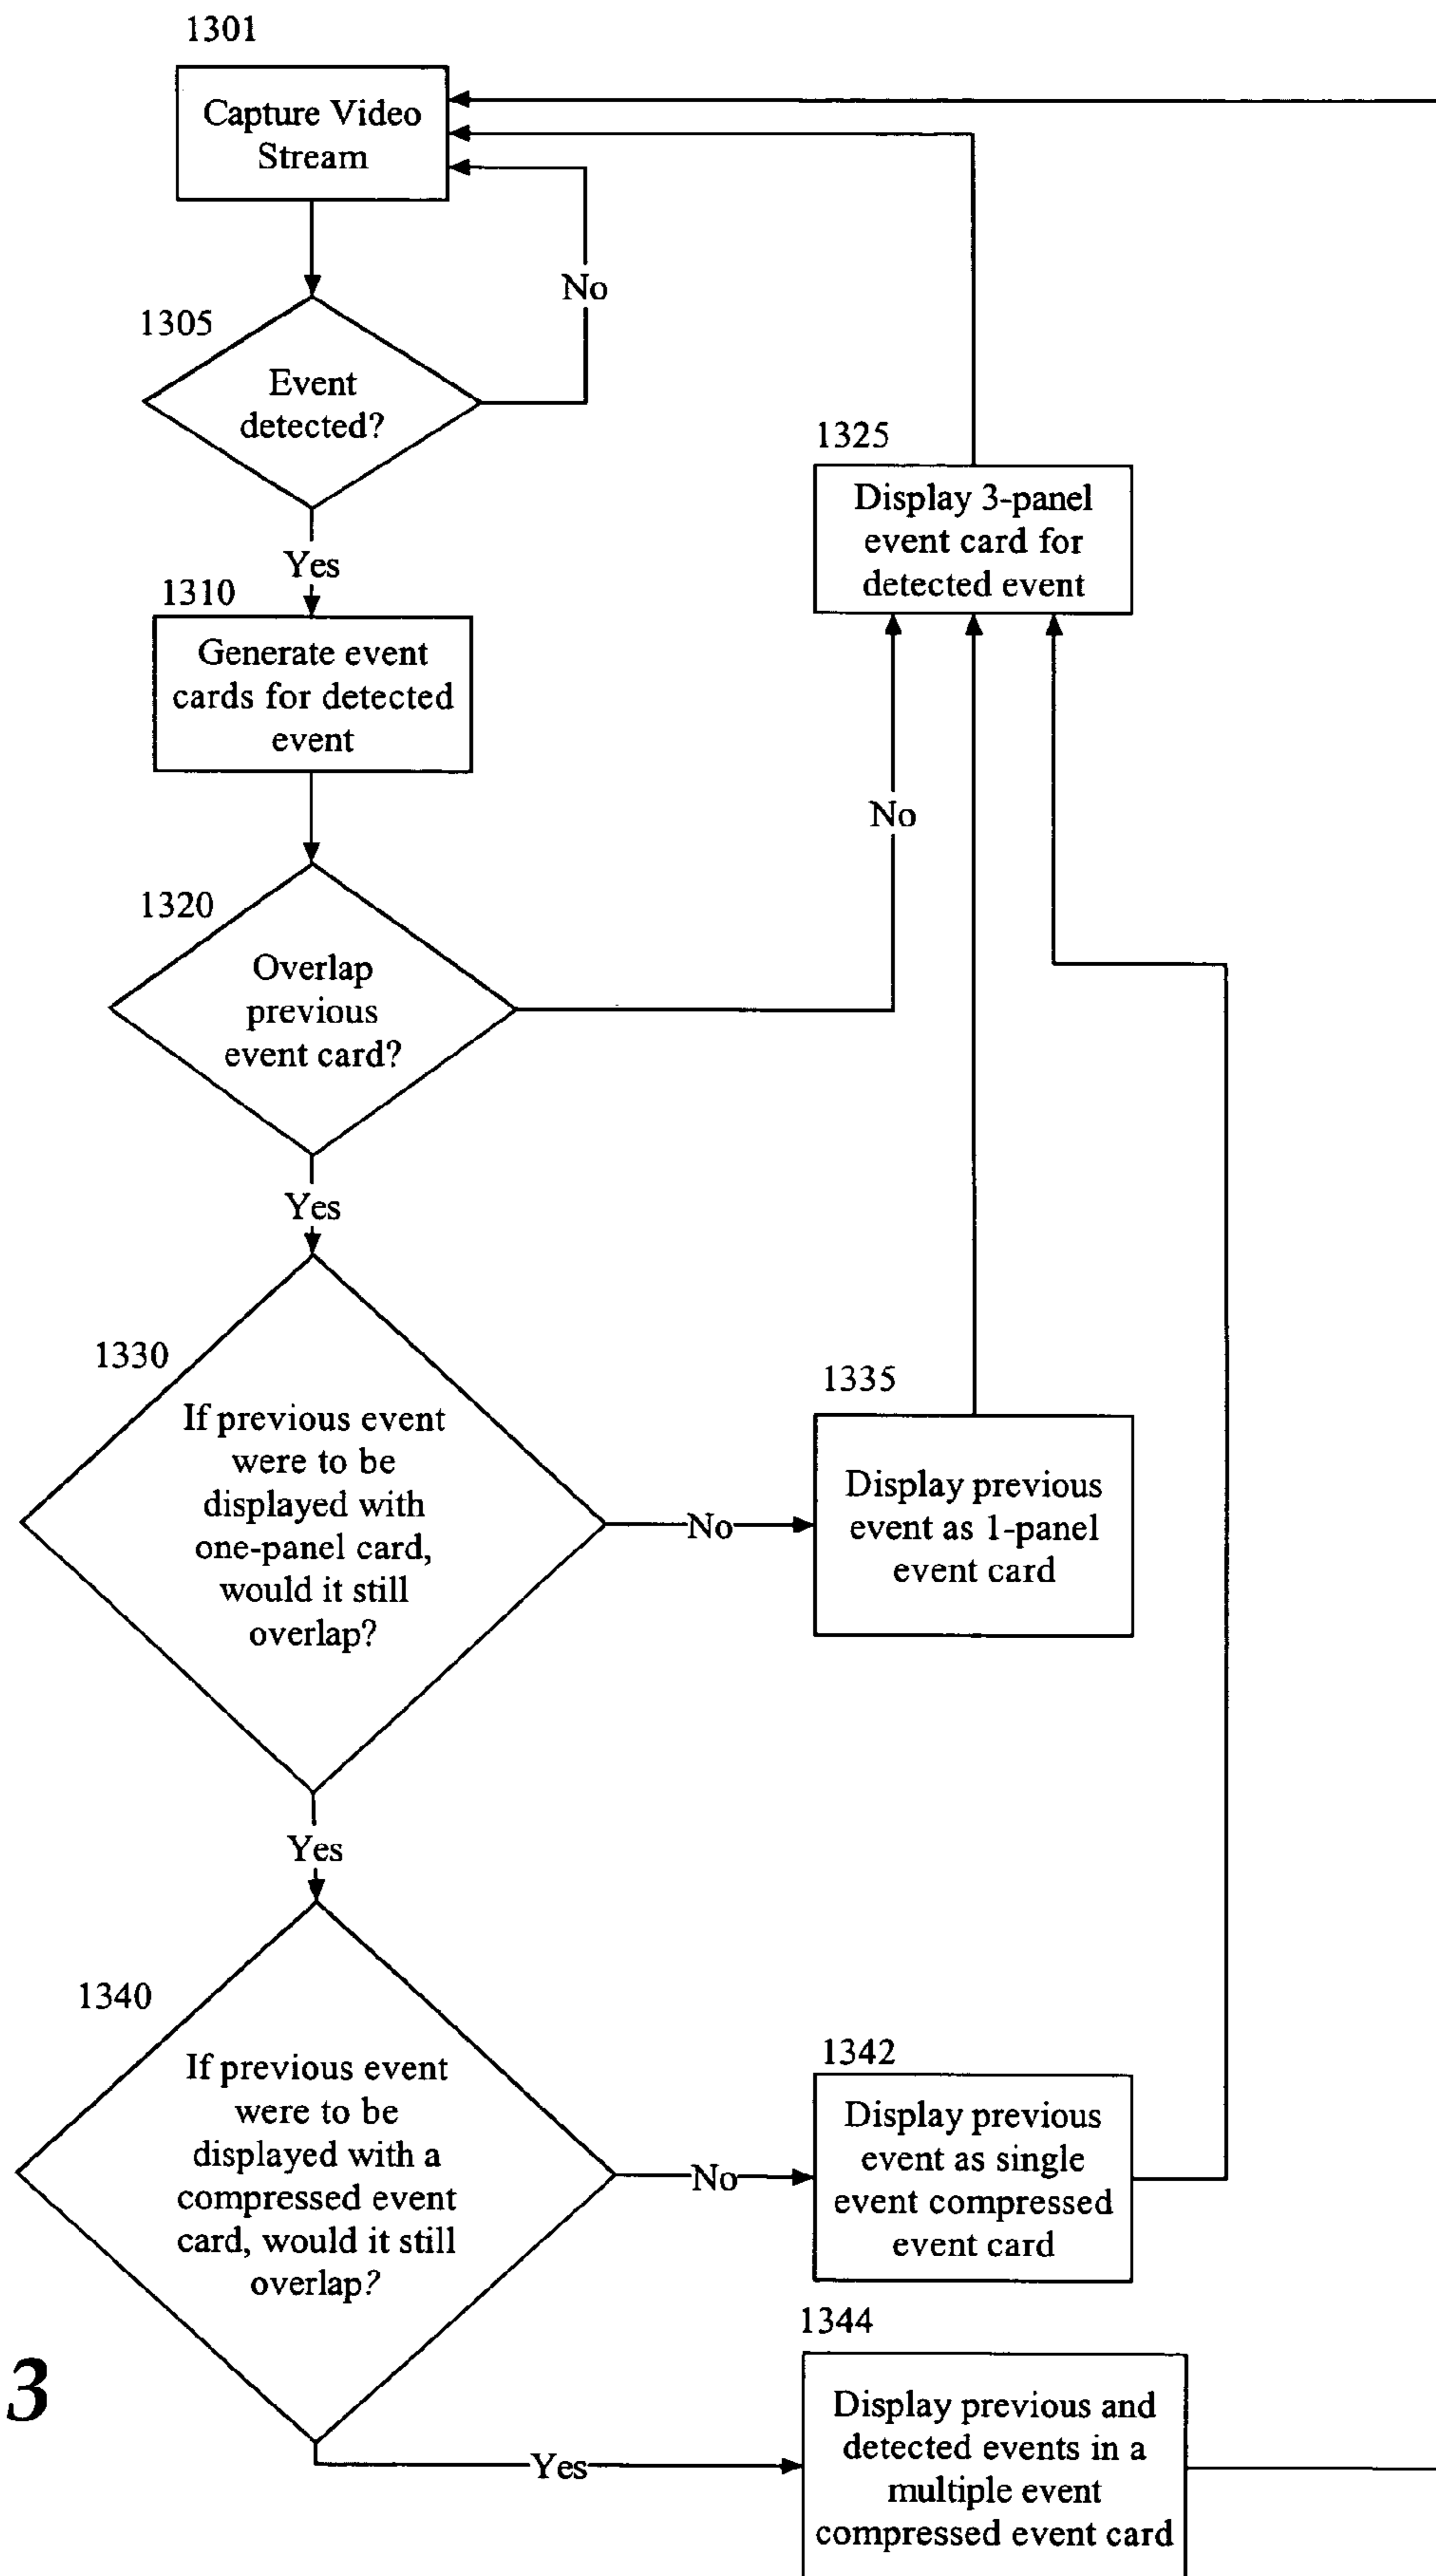 1301
Capture Video
Stream
No
1305
Event
detected?
Yes
1325
Display 3-panel
event card for
detected event
1310
Generate event
cards for detected
event
No
1320
Overlap
previous
event card?
Yes
1330
If previous event
were to be
displayed with
one-panel card,
would it still
overlap?
No
1335
Display previous
event as 1-panel
event card
Yes
1340
If previous event
were to be
displayed with a
compressed event
card, would it still
overlap?
No
1342
Display previous
event as single
event compressed
event card
3
Yes
1344
Display previous and
detected events in a
multiple event
compressed event card